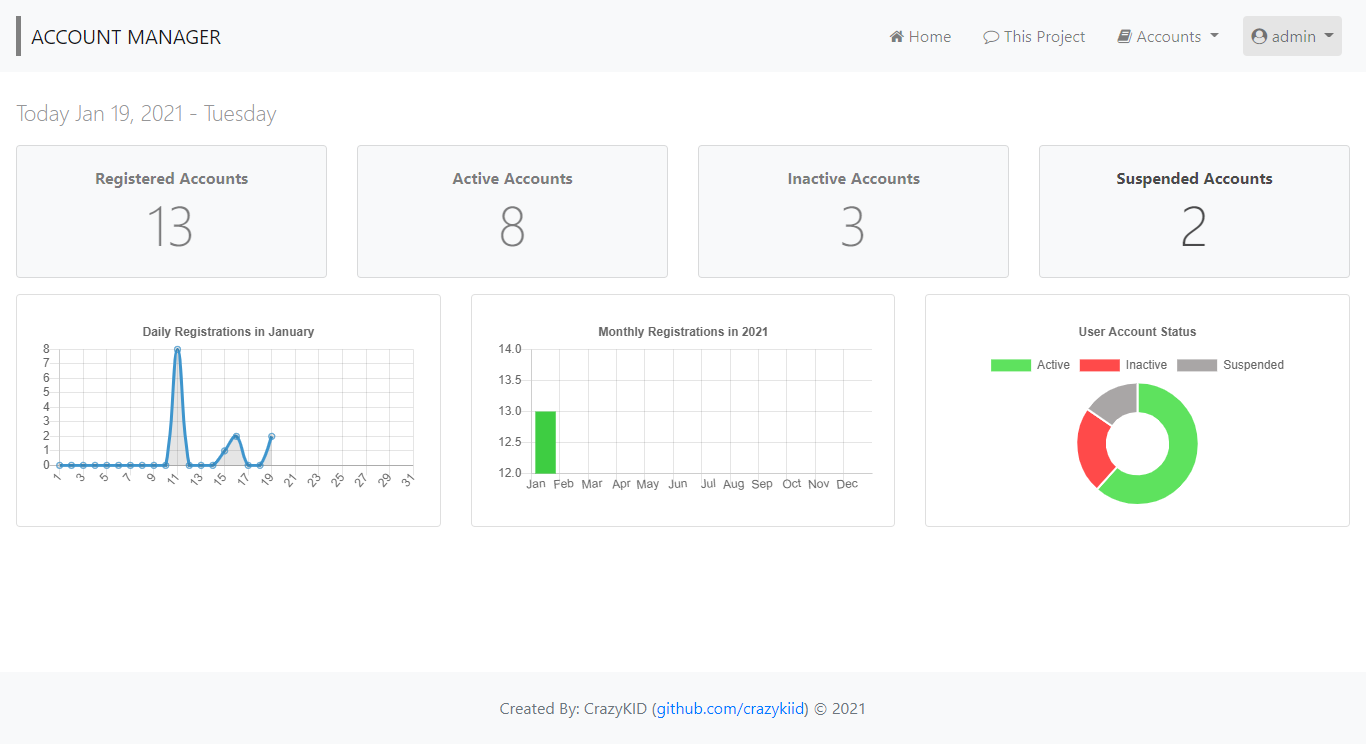 ACCOUNT MANAGER
Home This Project Accounts admin
Today Jan 19, 2021 - Tuesday
Registered Accounts
13
Active Accounts
8
Inactive Accounts
3
Suspended Accounts
2
Daily Registrations in January
8
7
6
5
4
3
2
1
0
1 3 5 7 9 11 13 15 17 19 21 23 25 27 29 31
Monthly Registrations in 2021
14.0
13.5
13.0
12.5
12.0
Jan Feb Mar Apr May Jun Jul Aug Sep Oct Nov Dec
User Account Status
Active Inactive Suspended
Created By: CrazyKID (github.com/crazykiid) © 2021